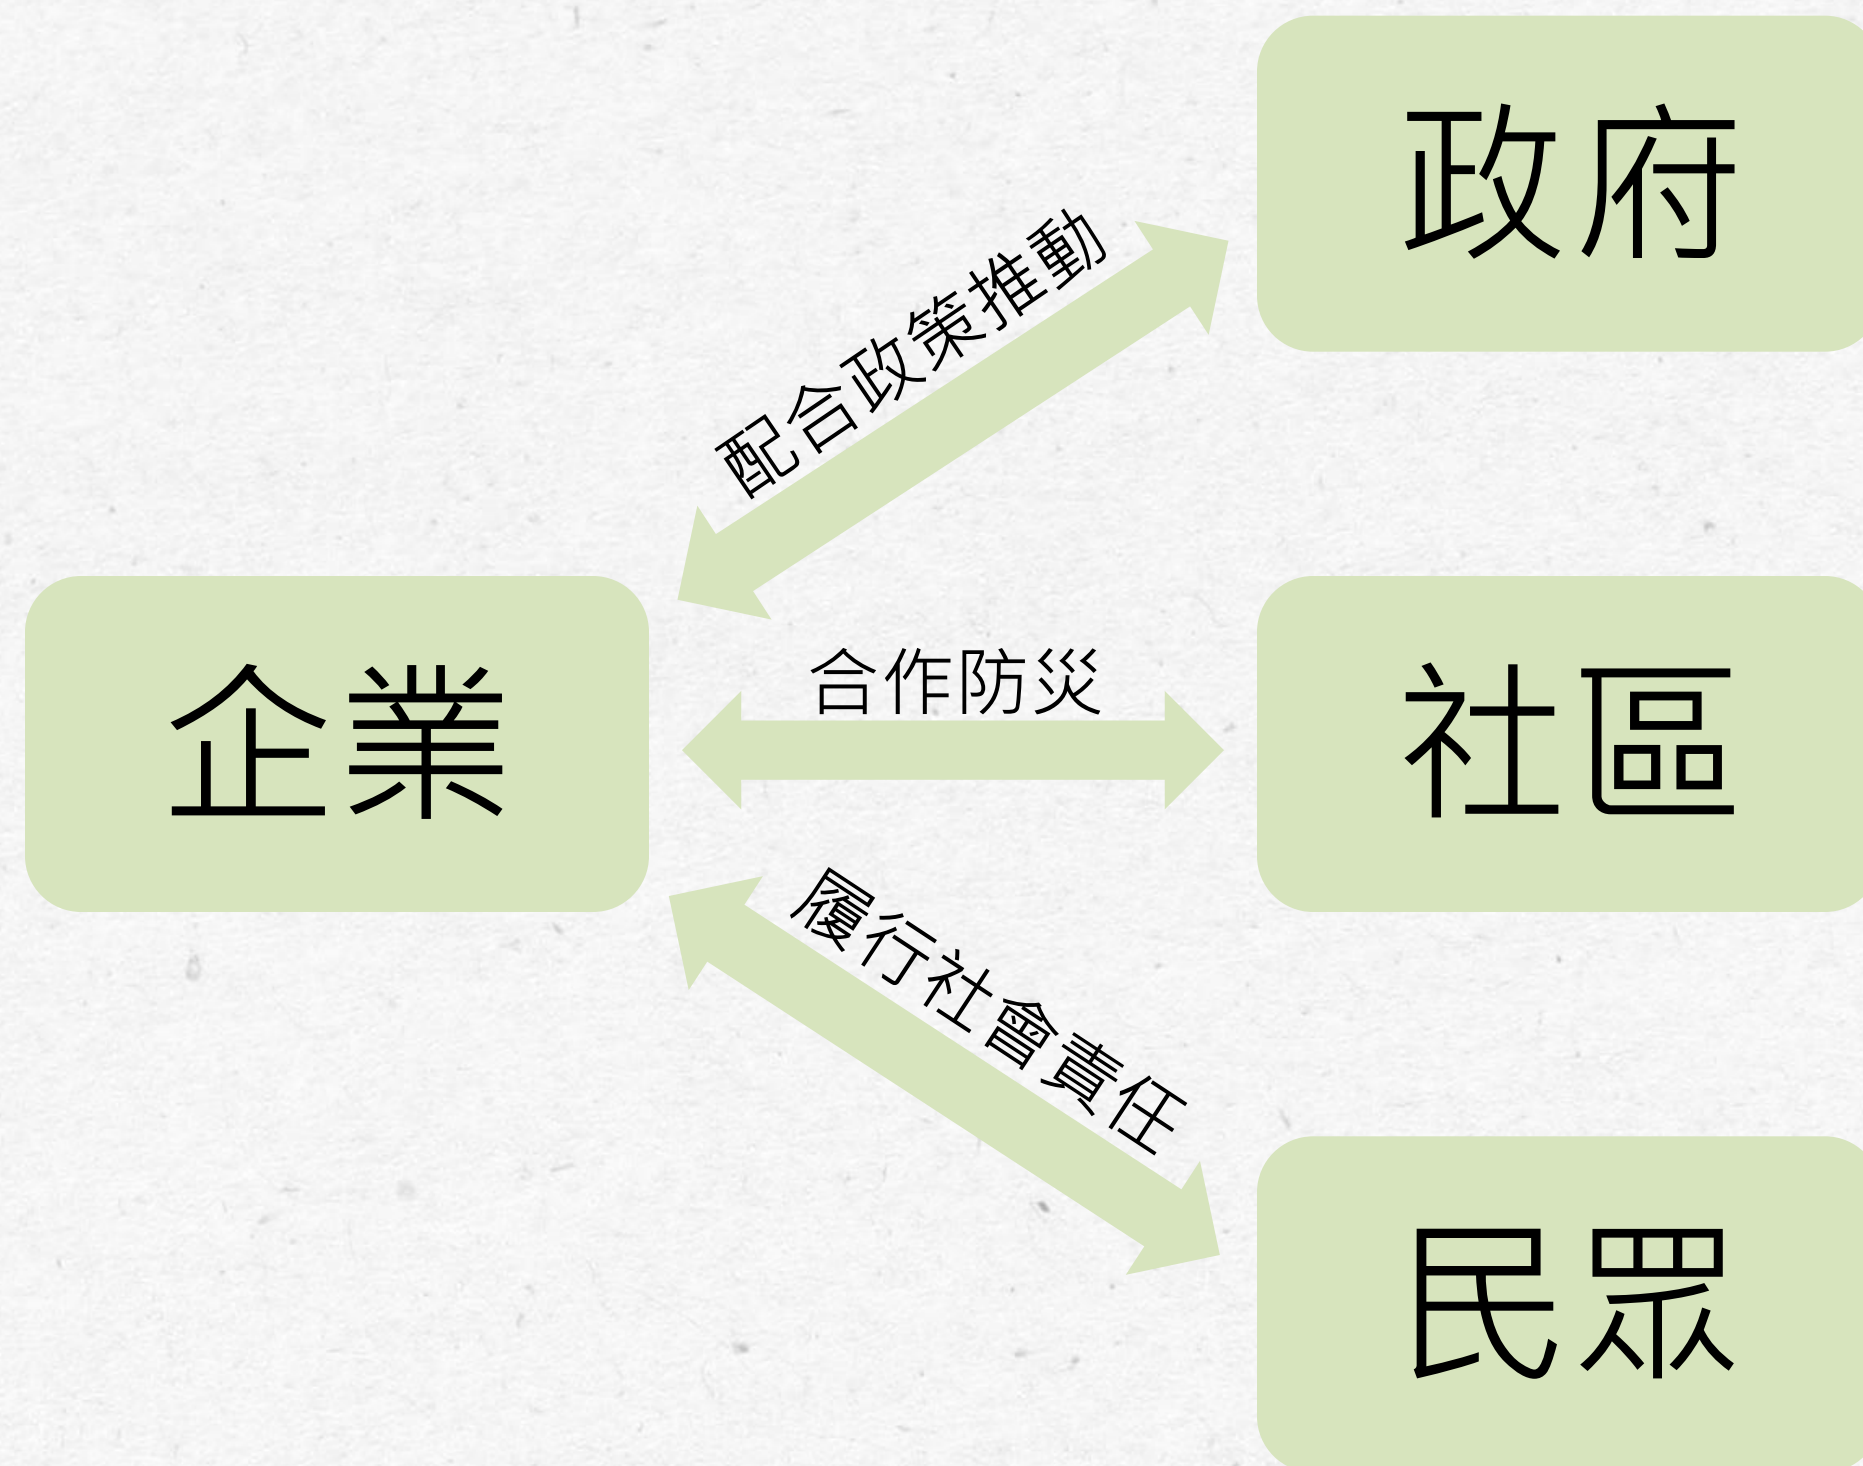 政府
配合政策推動
企業
合作防災
社區
履行社會責任
民眾